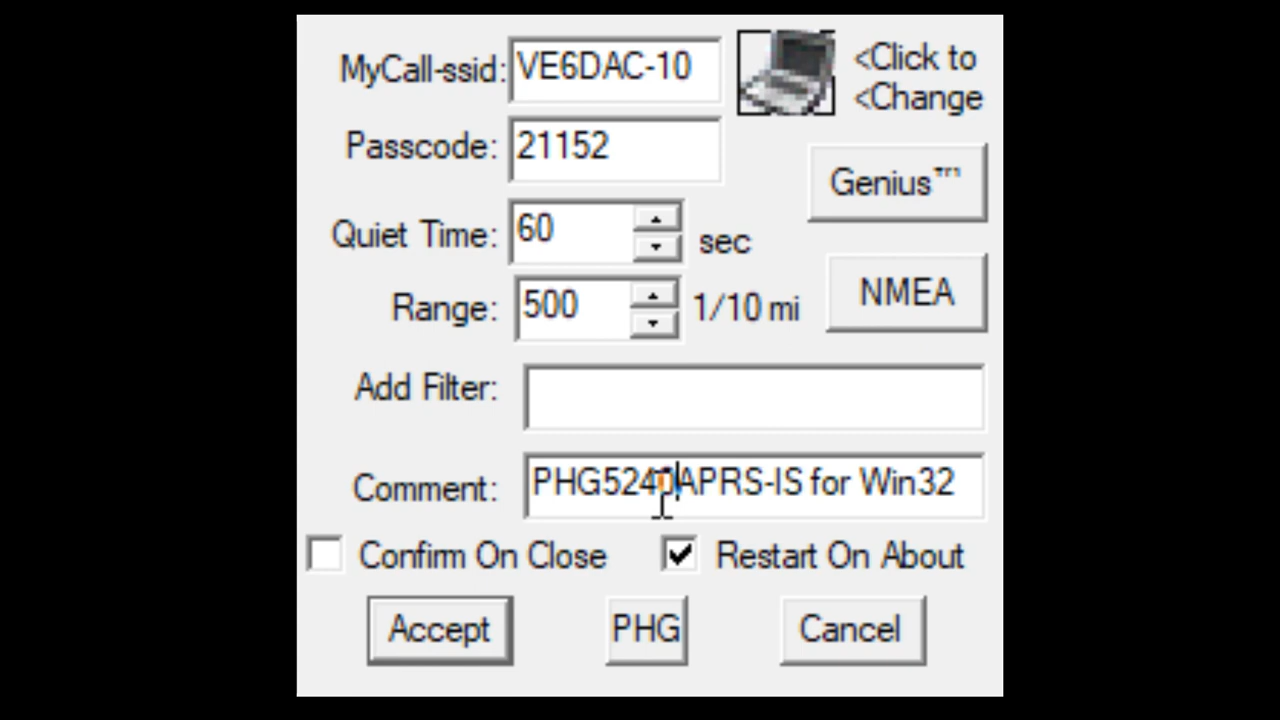 MyCall-ssid: VE6DAC-10 <Click to
<Change
Passcode: 21152
Genius™
Quiet Time: 60 sec
NMEA
Range: 500 1/10 mi
Add Filter:
Comment: PHG5240APRS-IS for Win32
Confirm On Close Restart On About
Accept PHG Cancel